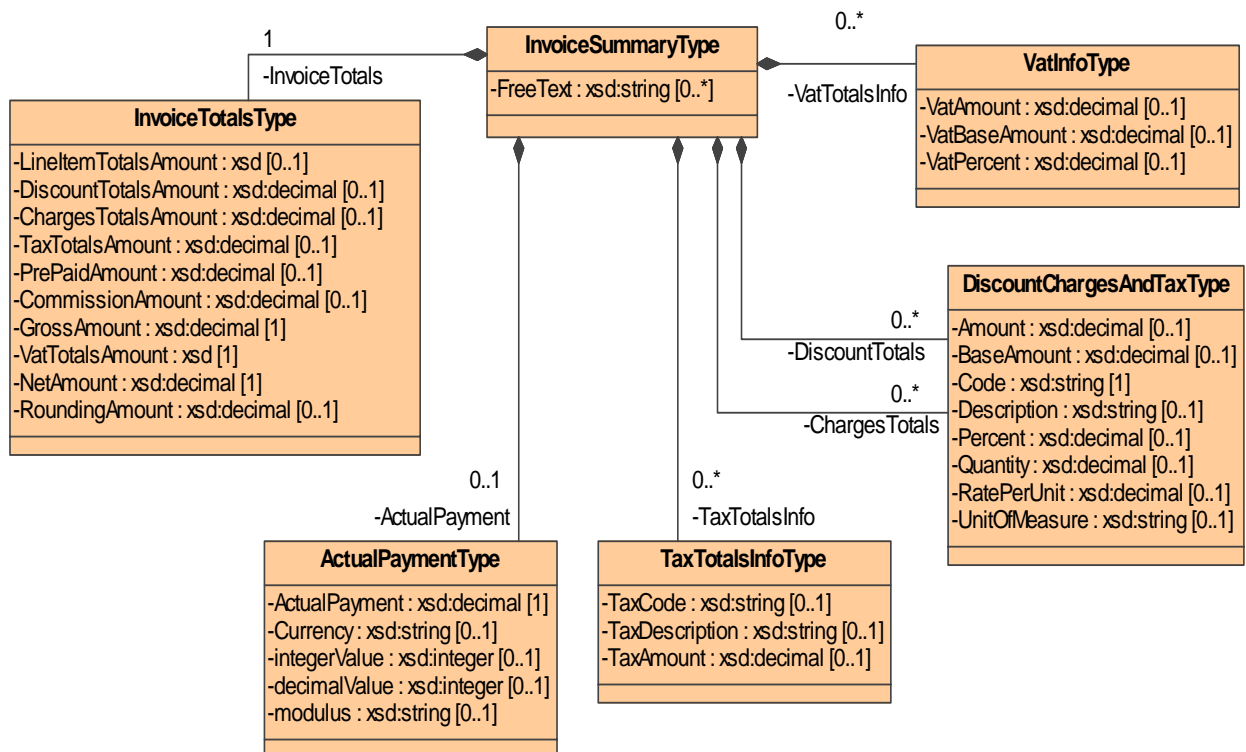 1
-InvoiceTotals
InvoiceSummaryType
-FreeText : xsd:string [0..*]
0..*
-VatTotalsInfo
VatInfoType
-VatAmount : xsd:decimal [0..1]
-VatBaseAmount : xsd:decimal [0..1]
-VatPercent : xsd:decimal [0..1]
InvoiceTotalsType
-LineItemTotalsAmount : xsd [0..1]
-DiscountTotalsAmount : xsd:decimal [0..1]
-ChargesTotalsAmount : xsd:decimal [0..1]
-TaxTotalsAmount : xsd:decimal [0..1]
-PrePaidAmount : xsd:decimal [0..1]
-CommissionAmount : xsd:decimal [0..1]
-GrossAmount : xsd:decimal [1]
-VatTotalsAmount : xsd [1]
-NetAmount : xsd:decimal [1]
-RoundingAmount : xsd:decimal [0..1]
0..*
-DiscountTotals
0..*
-ChargesTotals
DiscountChargesAndTaxType
-Amount : xsd:decimal [0..1]
-BaseAmount : xsd:decimal [0..1]
-Code : xsd:string [1]
-Description : xsd:string [0..1]
-Percent : xsd:decimal [0..1]
-Quantity : xsd:decimal [0..1]
-RatePerUnit : xsd:decimal [0..1]
-UnitOfMeasure : xsd:string [0..1]
0..1
-ActualPayment
0..*
-TaxTotalsInfo
ActualPaymentType
-ActualPayment : xsd:decimal [1]
-Currency : xsd:string [0..1]
-integerValue : xsd:integer [0..1]
-decimalValue : xsd:integer [0..1]
-modulus : xsd:string [0..1]
TaxTotalsInfoType
-TaxCode : xsd:string [0..1]
-TaxDescription : xsd:string [0..1]
-TaxAmount : xsd:decimal [0..1]